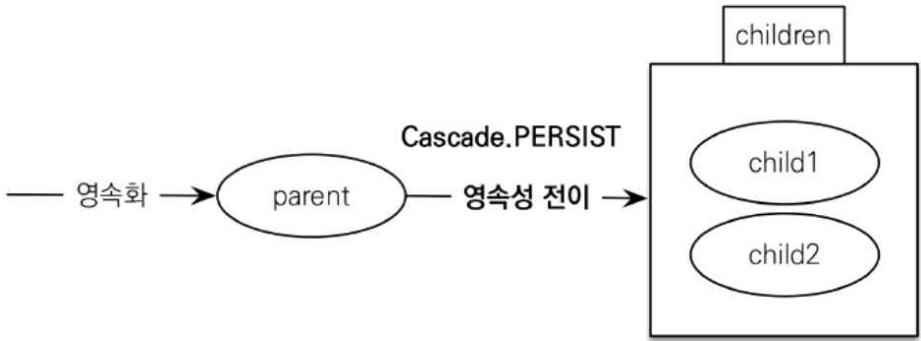 children
Cascade.PERSIST
영속화
parent
영속성 전이
child1
child2